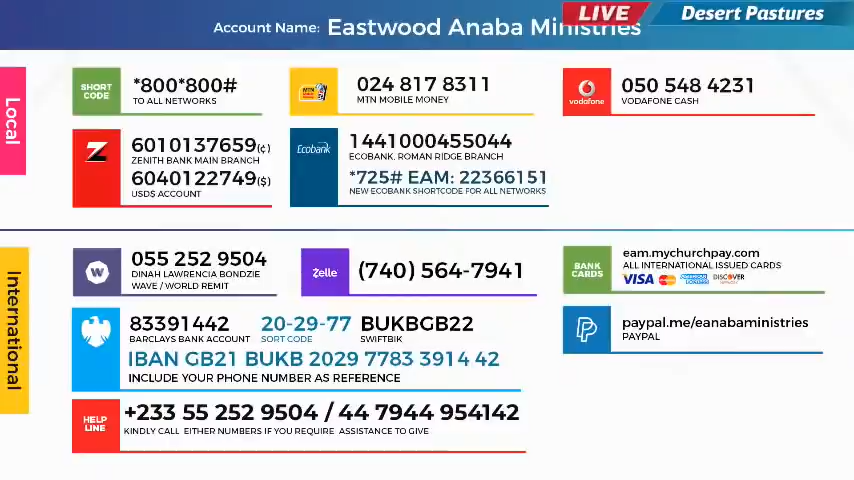 Account Name: Eastwood Anaba Ministries
LIVE Desert Pastures
Local
SHORT CODE
*800*800#
TO ALL NETWORKS
024 817 8311
MTN MOBILE MONEY
vodafone
050 548 4231
VODAFONE CASH
6010137659(¢)
ZENITH BANK MAIN BRANCH
6040122749($)
USD$ ACCOUNT
Ecobank
1441000455044
ECOBANK. ROMAN RIDGE BRANCH
*725# EAM: 22366151
NEW ECOBANK SHORTCODE FOR ALL NETWORKS
International
W
055 252 9504
DINAH LAWRENCIA BONDZIE
WAVE / WORLD REMIT
Zelle
(740) 564-7941
BANK CARDS
eam.mychurchpay.com
ALL INTERNATIONAL ISSUED CARDS
VISA DISCOVER
83391442 20-29-77 BUKBGB22
BARCLAYS BANK ACCOUNT SORT CODE SWIFTBIK
IBAN GB21 BUKB 2029 7783 3914 42
INCLUDE YOUR PHONE NUMBER AS REFERENCE
paypal.me/eanabaministries
PAYPAL
HELP LINE
+233 55 252 9504 / 44 7944 954142
KINDLY CALL EITHER NUMBERS IF YOU REQUIRE ASSISTANCE TO GIVE